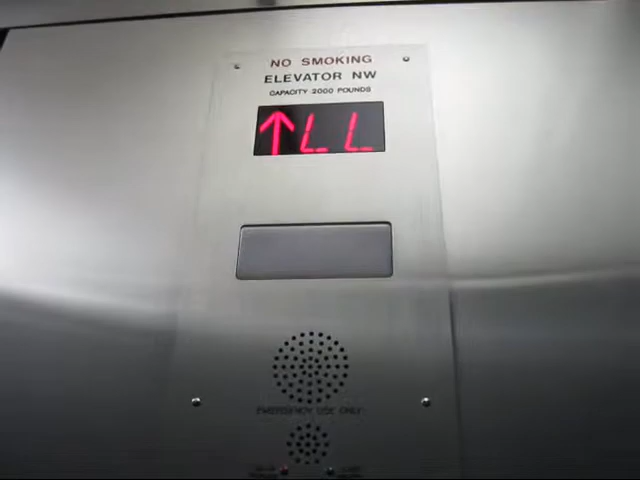 NO SMOKING
ELEVATOR NW
CAPACITY 2000 POUNDS
↑ LL
EMERGENCY USE ONLY